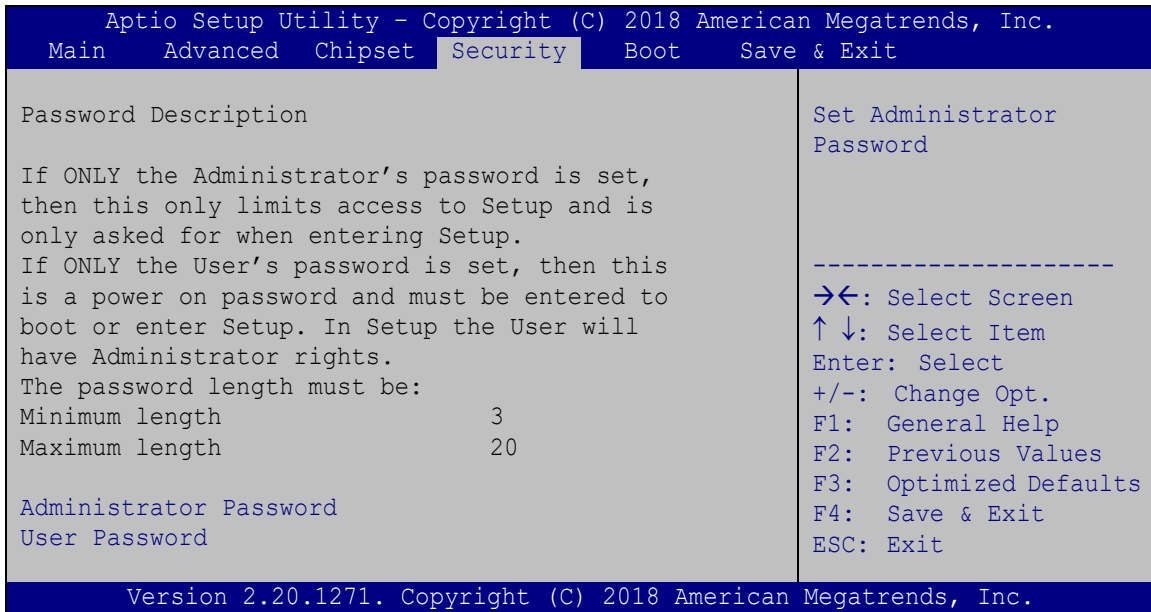 Aptio Setup Utility – Copyright (C) 2018 American Megatrends, Inc.
Main Advanced Chipset Security Boot Save & Exit
Password Description
If ONLY the Administrator’s password is set,
then this only limits access to Setup and is
only asked for when entering Setup.
If ONLY the User’s password is set, then this
is a power on password and must be entered to
boot or enter Setup. In Setup the User will
have Administrator rights.
The password length must be:
Minimum length 3
Maximum length 20
Administrator Password
User Password
Set Administrator
Password
---------------------
→←: Select Screen
↑ ↓: Select Item
Enter: Select
+/-: Change Opt.
F1: General Help
F2: Previous Values
F3: Optimized Defaults
F4: Save & Exit
ESC: Exit
Version 2.20.1271. Copyright (C) 2018 American Megatrends, Inc.